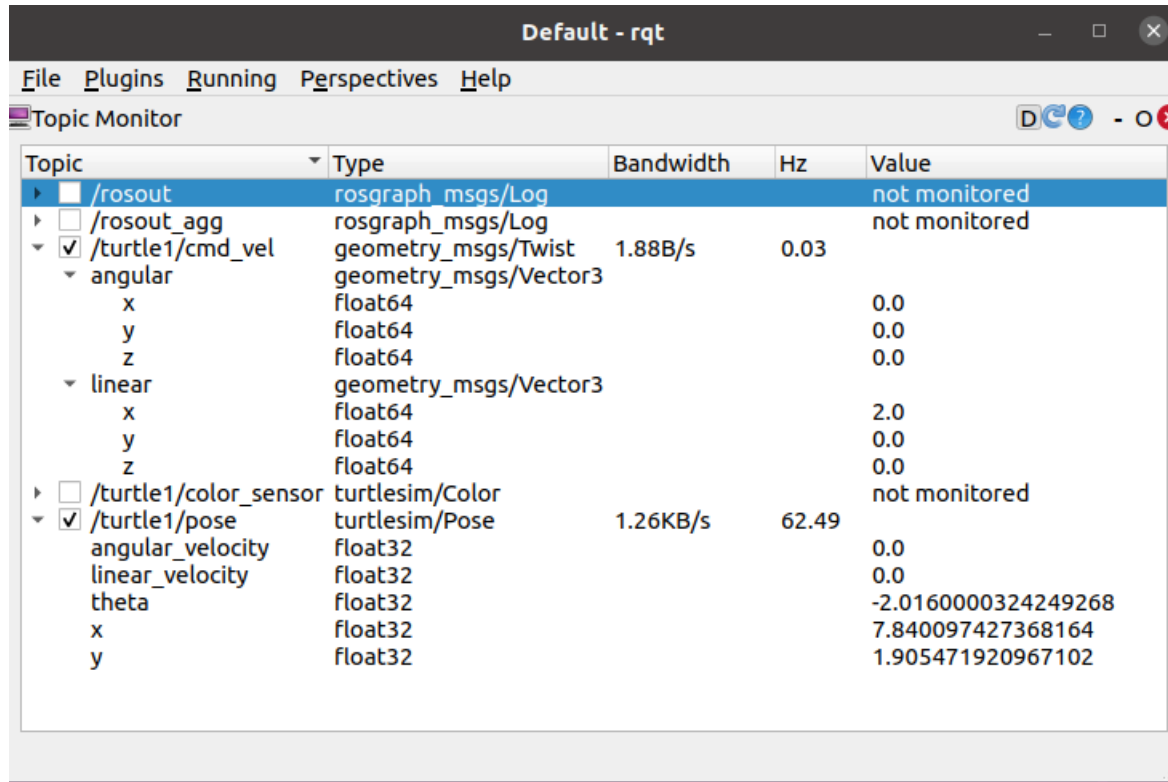 Default - rqt
File Plugins Running Perspectives Help
Topic Monitor D ? - O
Topic Type Bandwidth Hz Value
/rosout rosgraph_msgs/Log not monitored
/rosout_agg rosgraph_msgs/Log not monitored
/turtle1/cmd_vel geometry_msgs/Twist 1.88B/s 0.03
angular geometry_msgs/Vector3
x float64 0.0
y float64 0.0
z float64 0.0
linear geometry_msgs/Vector3
x float64 2.0
y float64 0.0
z float64 0.0
/turtle1/color_sensor turtlesim/Color not monitored
/turtle1/pose turtlesim/Pose 1.26KB/s 62.49
angular_velocity float32 0.0
linear_velocity float32 0.0
theta float32 -2.0160000324249268
x float32 7.840097427368164
y float32 1.905471920967102